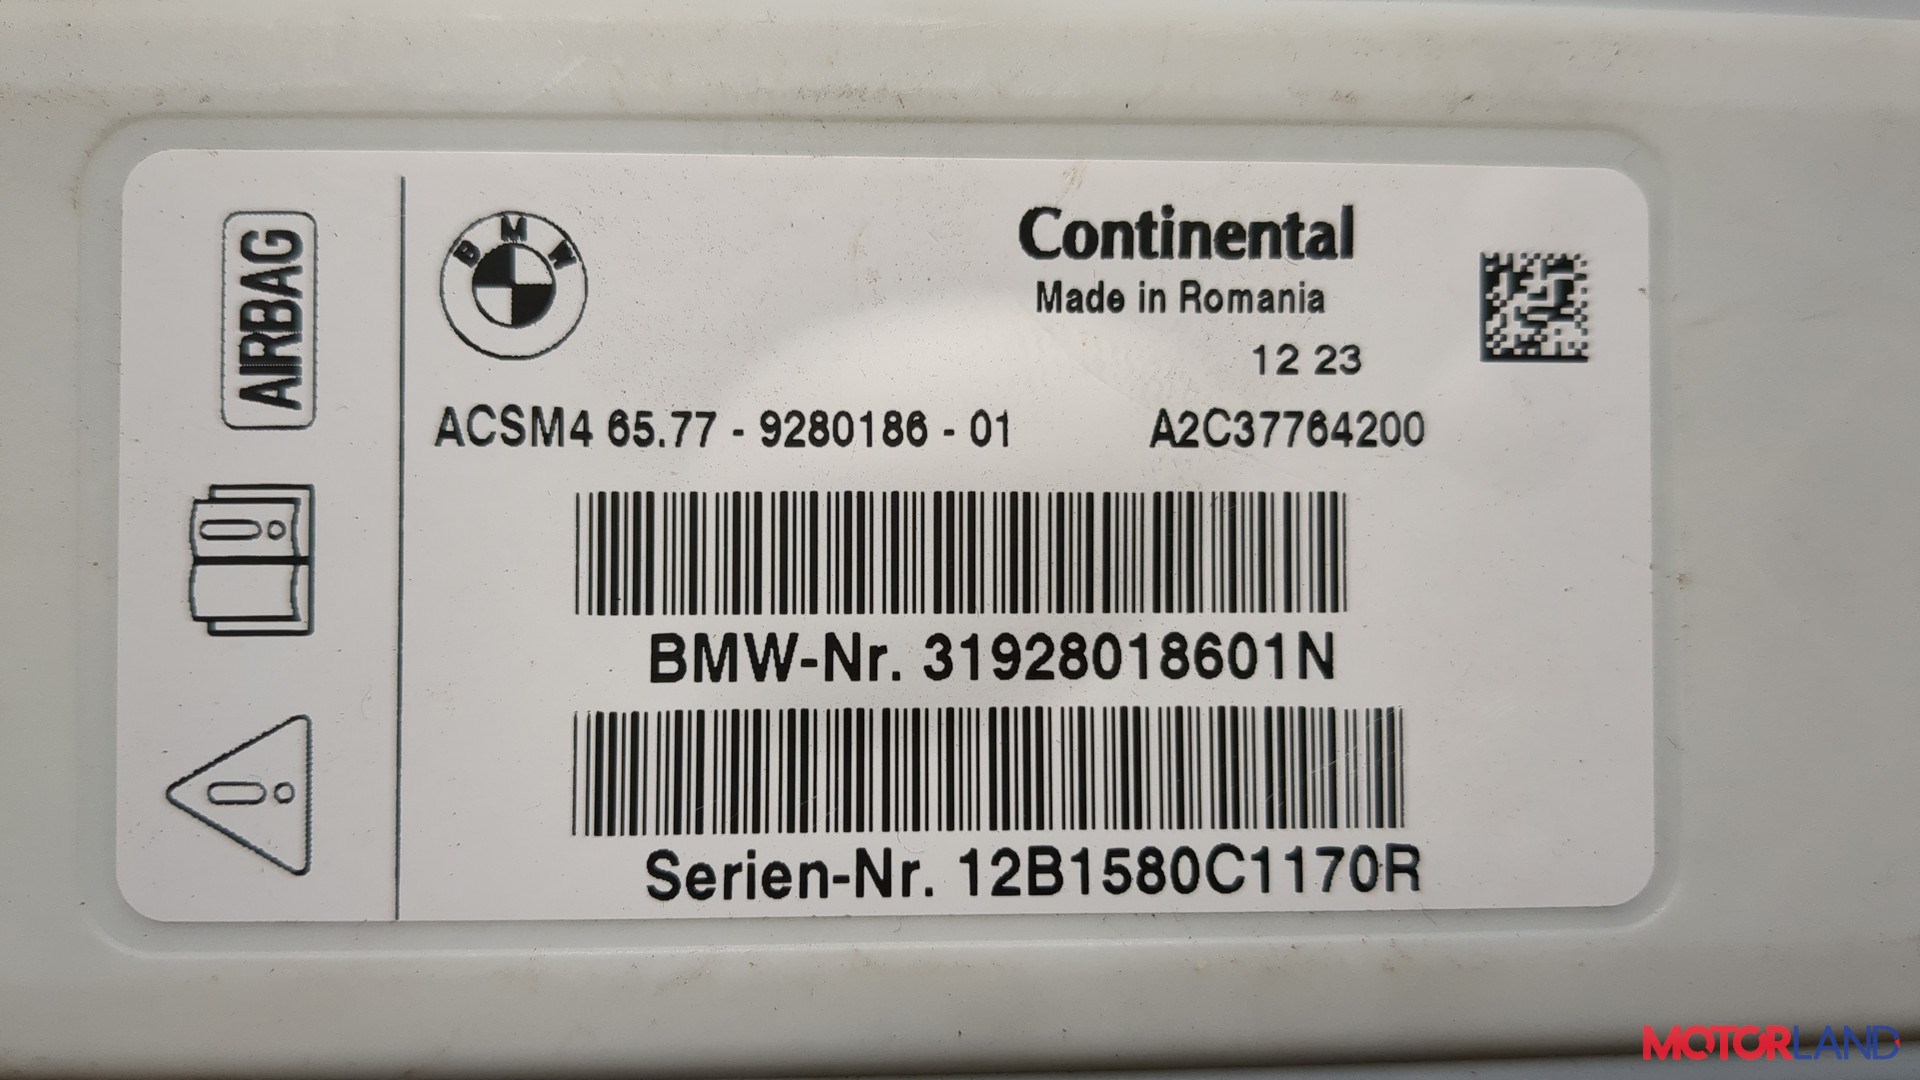 AIRBAG
BMW
Continental
Made in Romania
12 23
ACSM4 65.77 - 9280186 - 01 A2C37764200
BMW-Nr. 31928018601N
Serien-Nr. 12B1580C1170R
MOTORLAND